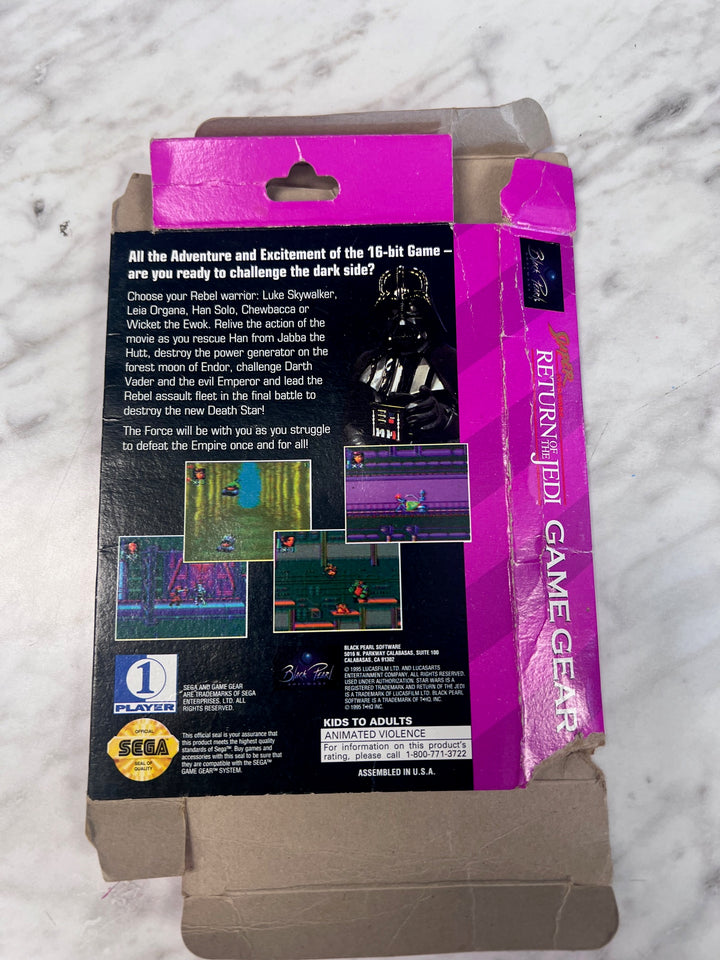 All the Adventure and Excitement of the 16-bit Game –
are you ready to challenge the dark side?
Choose your Rebel warrior: Luke Skywalker,
Leia Organa, Han Solo, Chewbacca or
Wicket the Ewok. Relive the action of the
movie as you rescue Han from Jabba the
Hutt, destroy the power generator on the
forest moon of Endor, challenge Darth
Vader and the evil Emperor and lead the
Rebel assault fleet in the final battle to
destroy the new Death Star!
The Force will be with you as you struggle
to defeat the Empire once and for all!
1
PLAYER
SEGA AND GAME GEAR
ARE TRADEMARKS OF SEGA
ENTERPRISES, LTD. ALL
RIGHTS RESERVED.
OFFICIAL
SEGA
SEAL OF
QUALITY
This official seal is your assurance that
this product meets the highest quality
standards of Sega™. Buy games and
accessories with this seal to be sure that
they are compatible with the SEGA™
GAME GEAR™ SYSTEM.
Black Pearl
BLACK PEARL SOFTWARE
5016 N. PARKWAY CALABASAS, SUITE 100
CALABASAS, CA 91302
© 1995 LUCASFILM LTD. AND LUCASARTS
ENTERTAINMENT COMPANY. ALL RIGHTS RESERVED.
USED UNDER AUTHORIZATION. STAR WARS IS A
REGISTERED TRADEMARK AND RETURN OF THE JEDI
IS A TRADEMARK OF LUCASFILM LTD. BLACK PEARL
SOFTWARE IS A TRADEMARK OF T•HQ, INC.
© 1995 T•HQ INC.
KIDS TO ADULTS
ANIMATED VIOLENCE
For information on this product's
rating, please call 1-800-771-3722
ASSEMBLED IN U.S.A.
Black Pearl
SUPER
RETURN OF THE JEDI
GAME GEAR